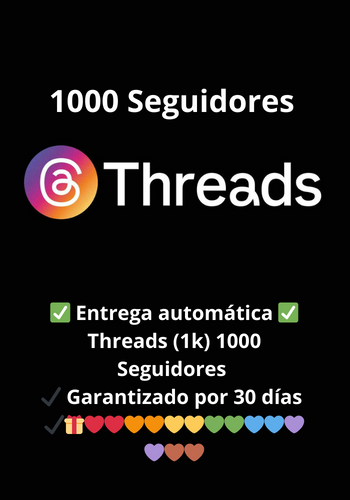 1000 Seguidores
Threads
✅ Entrega automática ✅
Threads (1k) 1000
Seguidores
✔️ Garantizado por 30 días
✔️🎁❤️❤️🧡🧡💛💛💚💚💙💙💜
💜🤎🤎